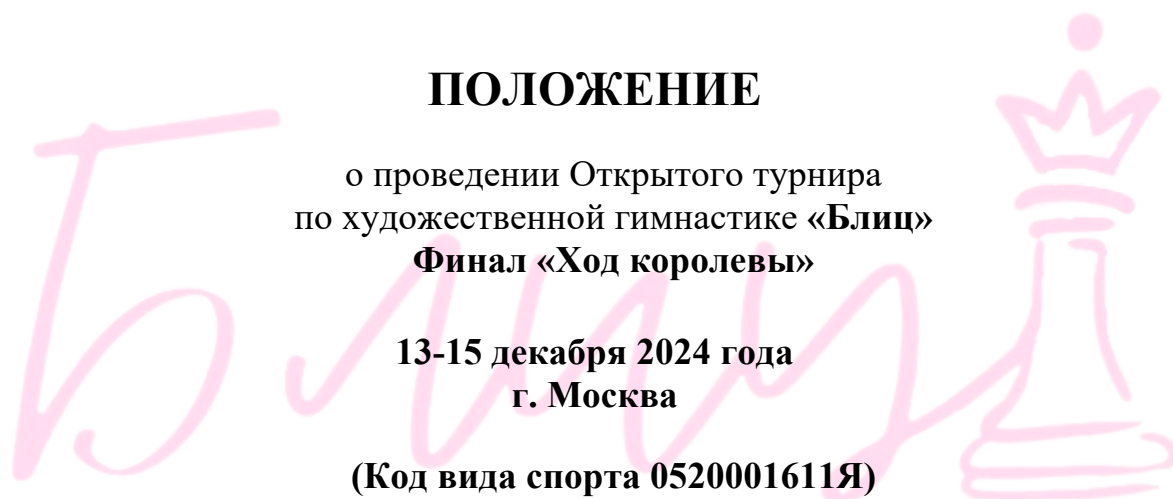 ПОЛОЖЕНИЕ
о проведении Открытого турнира
по художественной гимнастике «Блиц»
Финал «Ход королевы»
13-15 декабря 2024 года
г. Москва
(Код вида спорта 0520001611Я)
Блиц